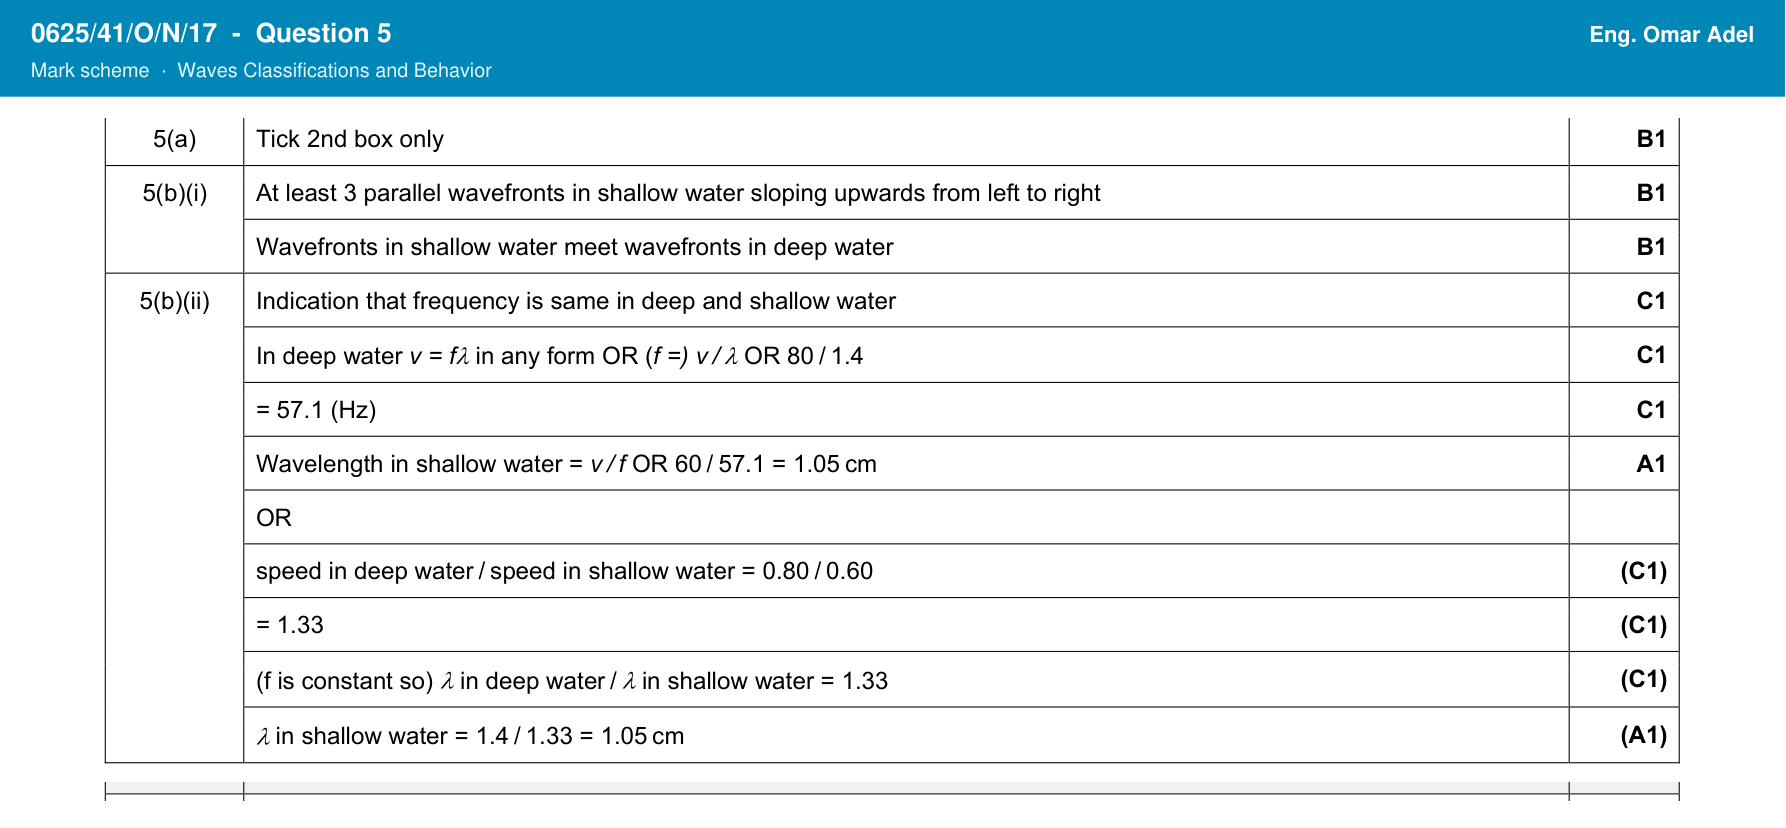 0625/41/O/N/17 - Question 5
Eng. Omar Adel
Mark scheme · Waves Classifications and Behavior
5(a) Tick 2nd box only B1
5(b)(i) At least 3 parallel wavefronts in shallow water sloping upwards from left to right B1
Wavefronts in shallow water meet wavefronts in deep water B1
5(b)(ii) Indication that frequency is same in deep and shallow water C1
In deep water v = fλ in any form OR (f =) v / λ OR 80 / 1.4 C1
= 57.1 (Hz) C1
Wavelength in shallow water = v / f OR 60 / 57.1 = 1.05 cm A1
OR
speed in deep water / speed in shallow water = 0.80 / 0.60 (C1)
= 1.33 (C1)
(f is constant so) λ in deep water / λ in shallow water = 1.33 (C1)
λ in shallow water = 1.4 / 1.33 = 1.05 cm (A1)